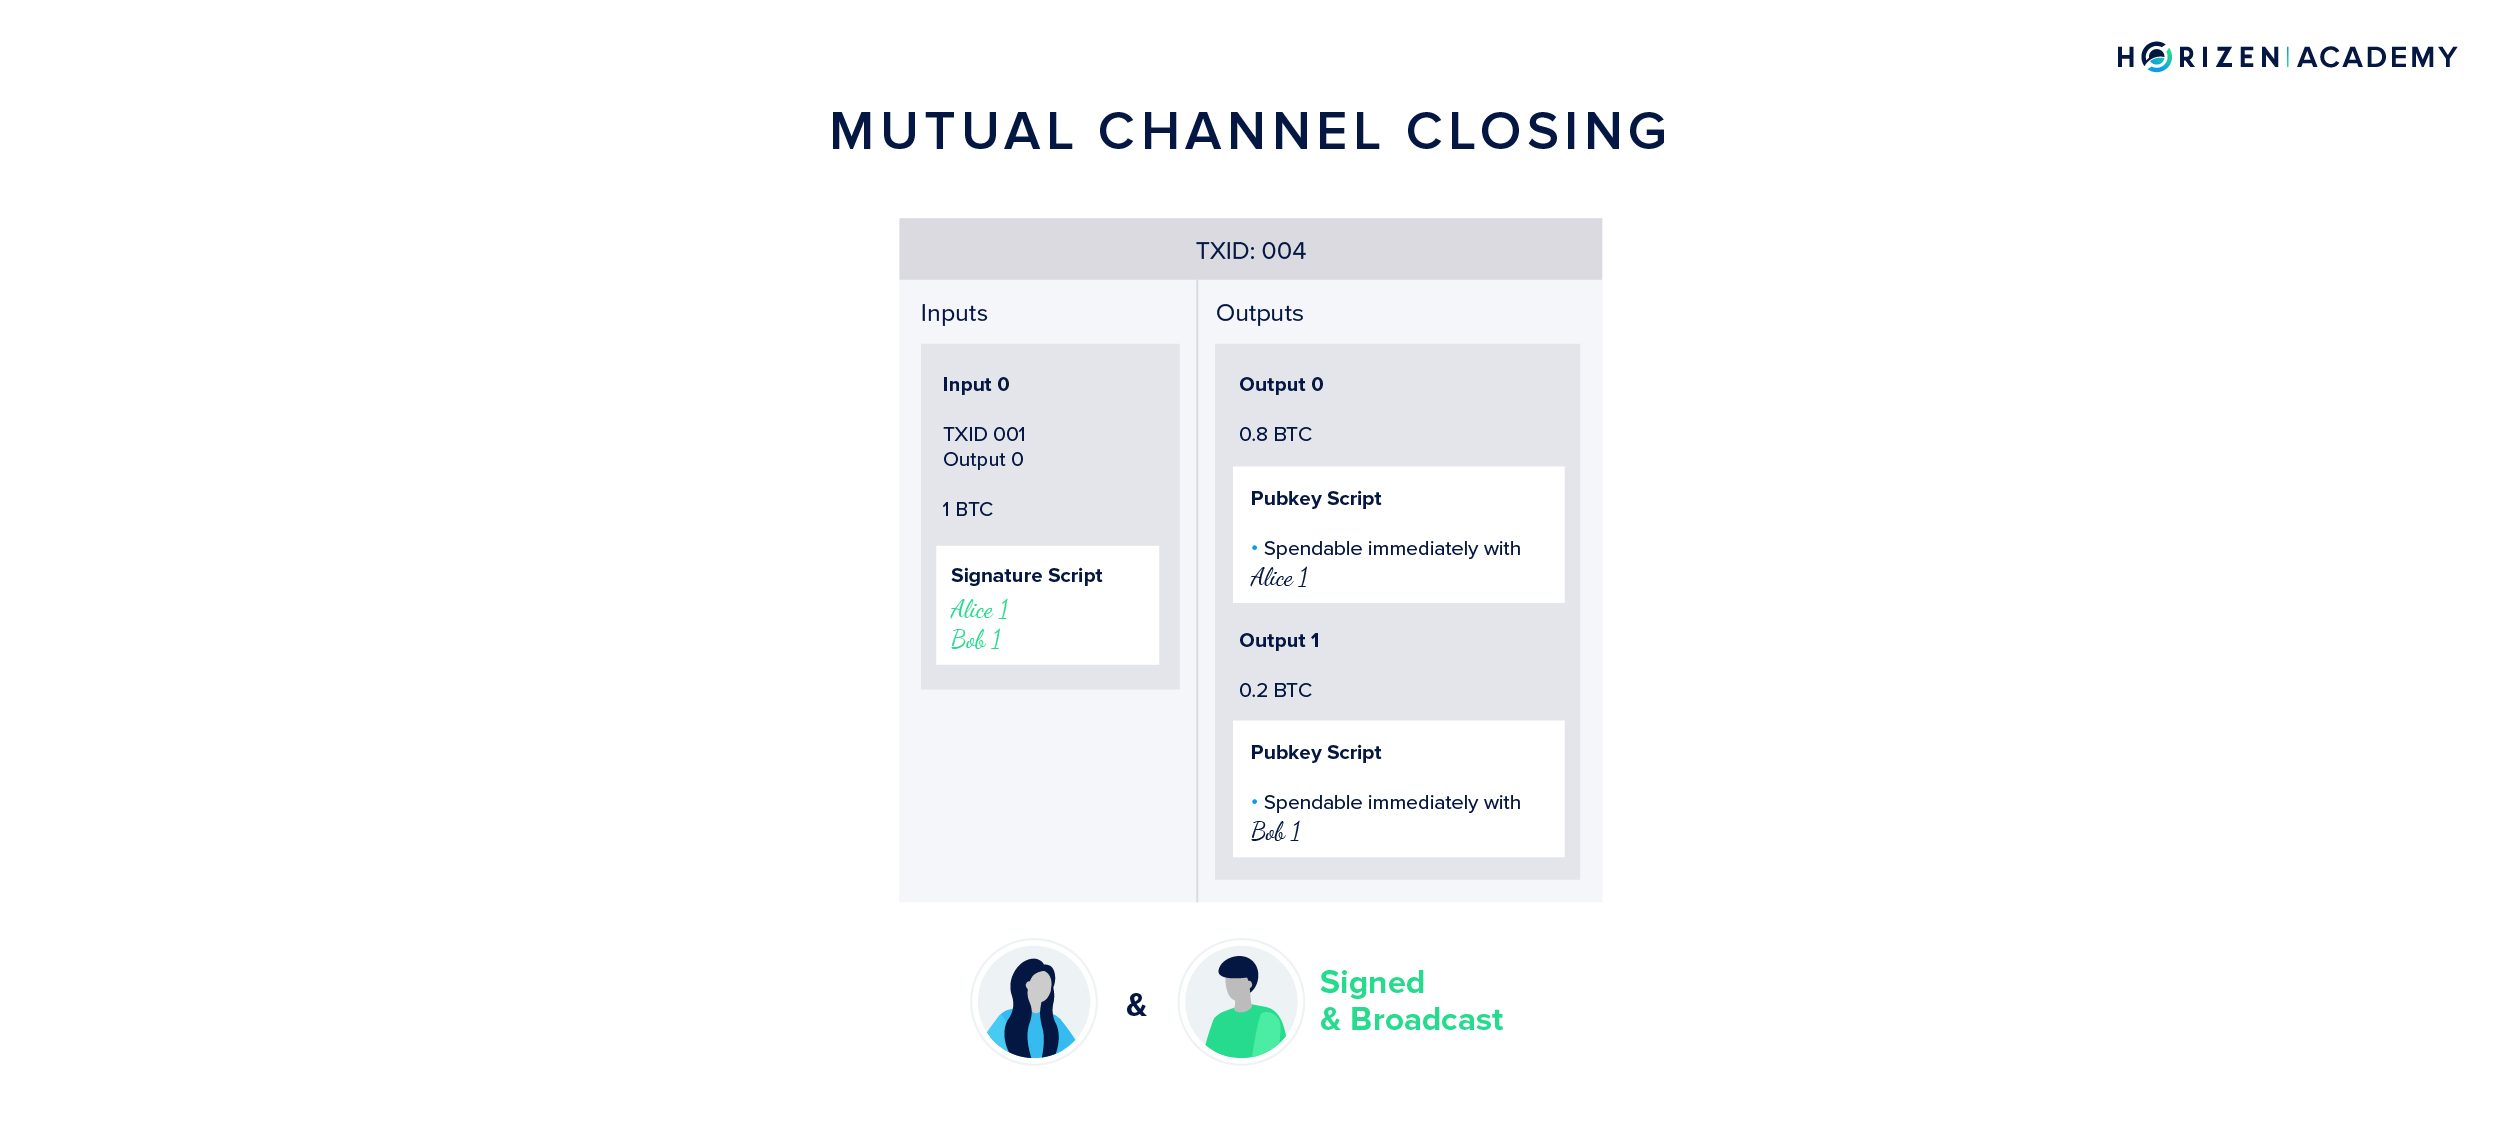 HORIZEN | ACADEMY
MUTUAL CHANNEL CLOSING
TXID: 004
Inputs
Input 0
TXID 001
Output 0
1 BTC
Signature Script
Alice 1
Bob 1
Outputs
Output 0
0.8 BTC
Pubkey Script
• Spendable immediately with
Alice 1
Output 1
0.2 BTC
Pubkey Script
• Spendable immediately with
Bob 1
&
Signed
& Broadcast